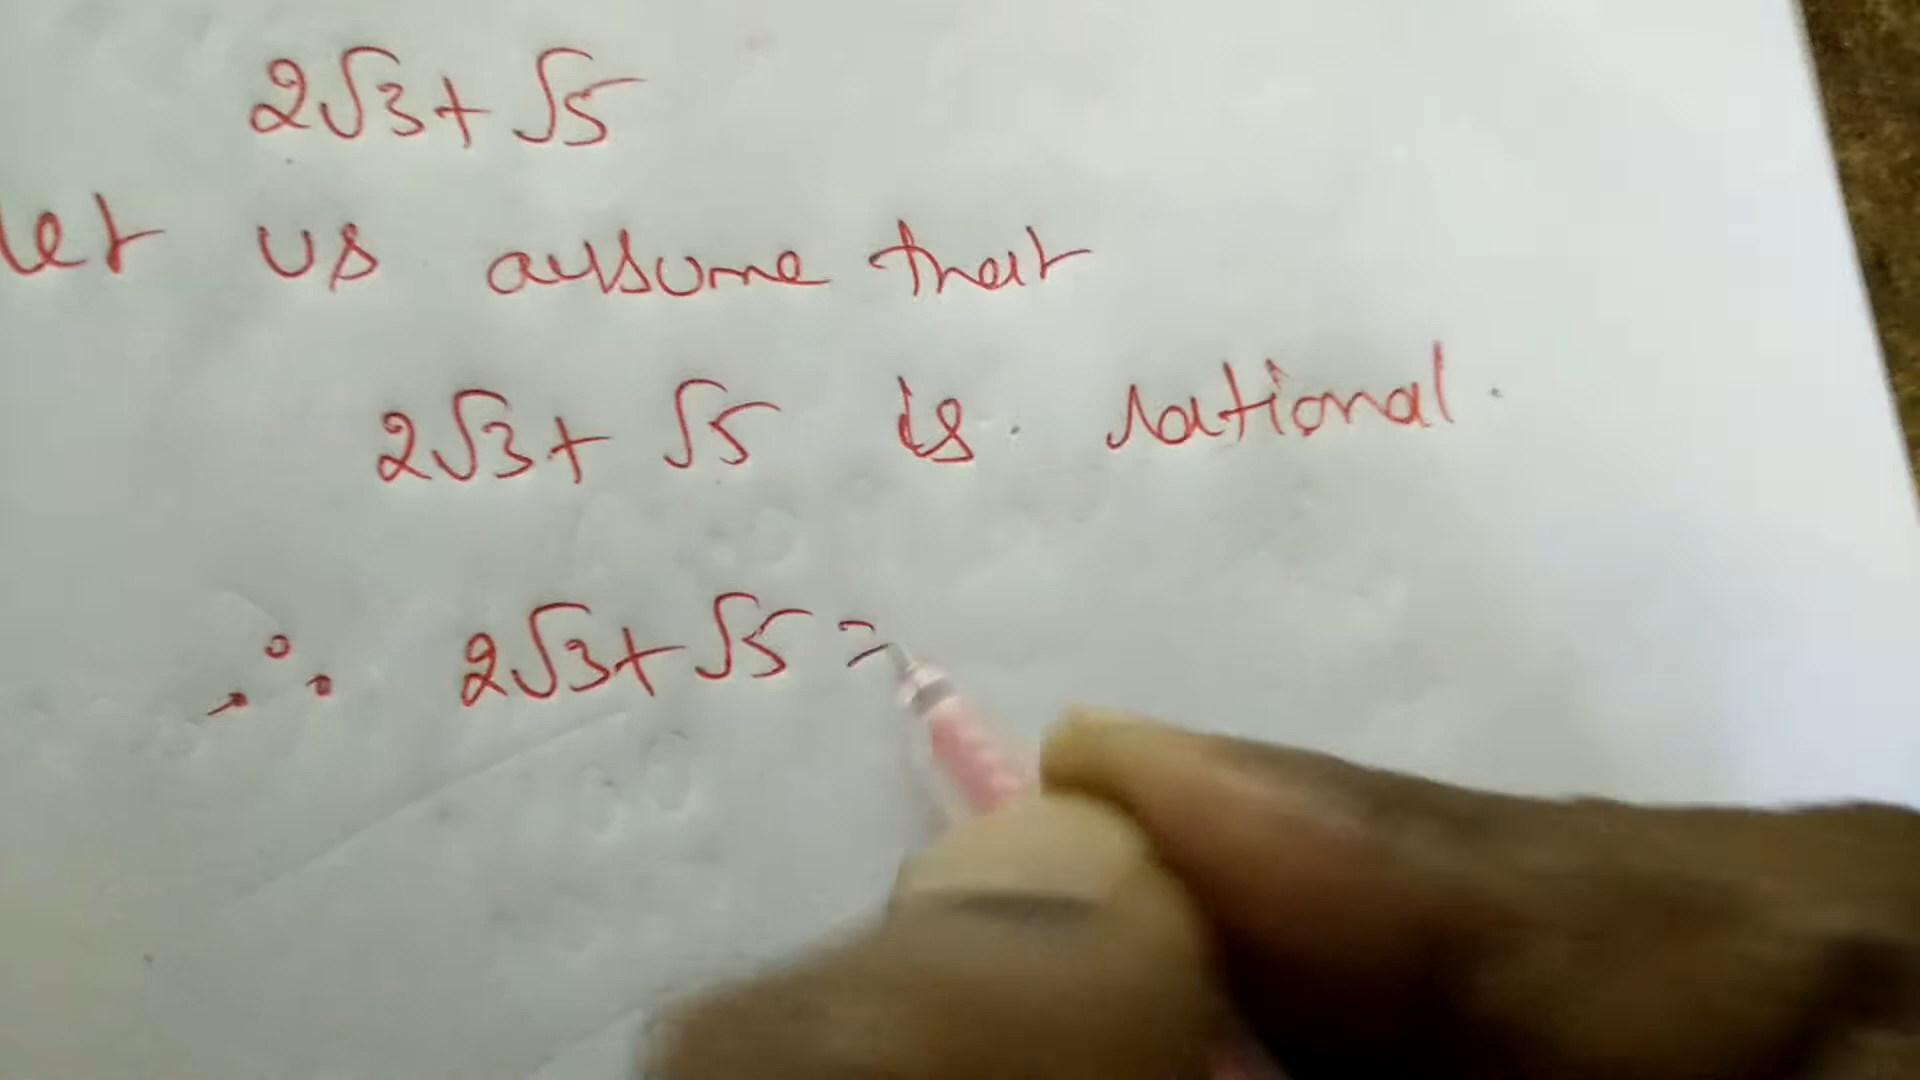 2√3+ √5
let us assume that
2√3+ √5 is rational.
∴ 2√3+ √5 =